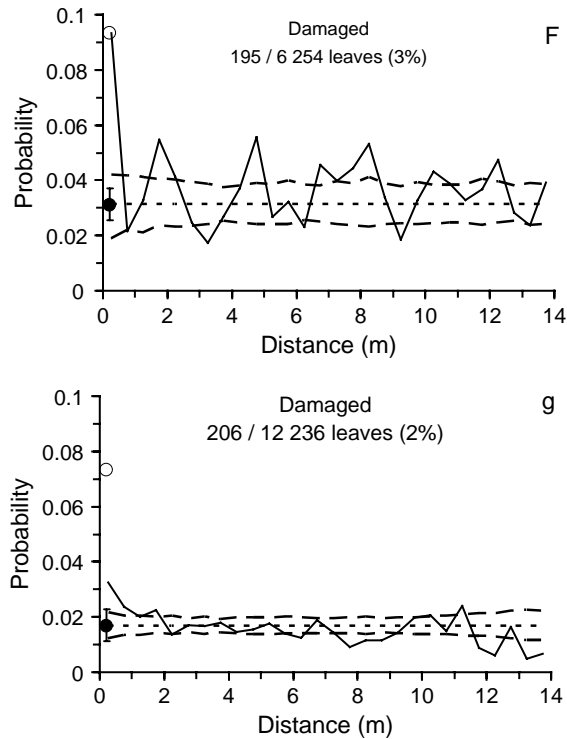 0.1
Damaged
F
195 / 6 254 leaves (3%)
0.08
0.06
0.04
0.02
0
Probability
0 2 4 6 8 10 12 14
Distance (m)
0.1
Damaged
g
206 / 12 236 leaves (2%)
0.08
0.06
0.04
0.02
0
Probability
0 2 4 6 8 10 12 14
Distance (m)